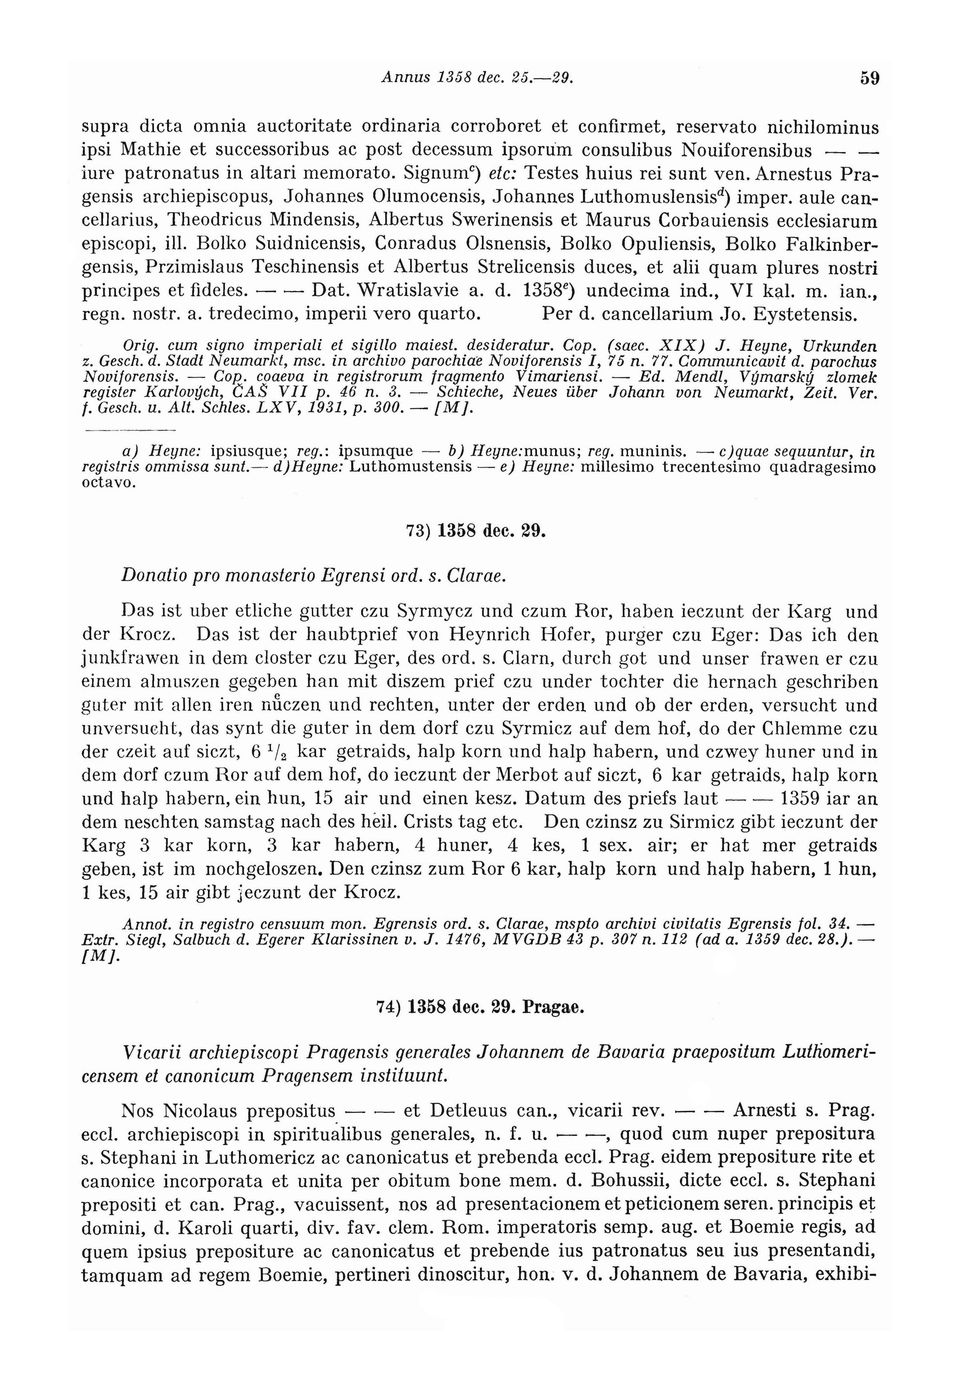 Annus 1358 dec. 25.—29. 59
supra dicta omnia auctoritate ordinaria corroboret et confirmet, reservato nichilominus
ipsi Mathie et successoribus ac post decessum ipsorum consulibus Nouiforensibus — —
iure patronatus in altari memorato. Signumᶜ) etc: Testes huius rei sunt ven. Arnestus Pra-
gensis archiepiscopus, Johannes Olumocensis, Johannes Luthomuslensisᵈ) imper. aule can-
cellarius, Theodricus Mindensis, Albertus Swerinensis et Maurus Corbauiensis ecclesiarum
episcopi, ill. Bolko Suidnicensis, Conradus Olsnensis, Bolko Opuliensis, Bolko Falkinber-
gensis, Przimislaus Teschinensis et Albertus Strelicensis duces, et alii quam plures nostri
principes et fideles. — — Dat. Wratislavie a. d. 1358ᵉ) undecima ind., VI kal. m. ian.,
regn. nostr. a. tredecimo, imperii vero quarto. Per d. cancellarium Jo. Eystetensis.
Orig. cum signo imperiali et sigillo maiest. desideratur. Cop. (saec. XIX) J. Heyne, Urkunden
z. Gesch. d. Stadt Neumarkt, msc. in archivo parochiae Noviforensis I, 75 n. 77. Communicavit d. parochus
Noviforensis. — Cop. coaeva in registrorum fragmento Vimariensi. — Ed. Mendl, Výmarský zlomek
register Karlových, ČAŠ VII p. 46 n. 3. — Schieche, Neues über Johann von Neumarkt, Zeit. Ver.
f. Gesch. u. Alt. Schles. LXV, 1931, p. 300. — [M].
a) Heyne: ipsiusque; reg.: ipsumque — b) Heyne:munus; reg. muninis. — c)quae sequuntur, in
registris ommissa sunt.— d)Heyne: Luthomustensis — e) Heyne: millesimo trecentesimo quadragesimo
octavo.
73) 1358 dec. 29.
Donatio pro monasterio Egrensi ord. s. Clarae.
Das ist uber etliche gutter czu Syrmycz und czum Ror, haben ieczunt der Karg und
der Krocz. Das ist der haubtprief von Heynrich Hofer, purger czu Eger: Das ich den
junkfrawen in dem closter czu Eger, des ord. s. Clarn, durch got und unser frawen er czu
einem almuszen gegeben han mit diszem prief czu under tochter die hernach geschriben
guter mit allen iren nuͤczen und rechten, unter der erden und ob der erden, versucht und
unversucht, das synt die guter in dem dorf czu Syrmicz auf dem hof, do der Chlemme czu
der czeit auf siczt, 6 ¹/₂ kar getraids, halp korn und halp habern, und czwey huner und in
dem dorf czum Ror auf dem hof, do ieczunt der Merbot auf siczt, 6 kar getraids, halp korn
und halp habern, ein hun, 15 air und einen kesz. Datum des priefs laut — — 1359 iar an
dem neschten samstag nach des heil. Crists tag etc. Den czinsz zu Sirmicz gibt ieczunt der
Karg 3 kar korn, 3 kar habern, 4 huner, 4 kes, 1 sex. air; er hat mer getraids
geben, ist im nochgeloszen. Den czinsz zum Ror 6 kar, halp korn und halp habern, 1 hun,
1 kes, 15 air gibt jeczunt der Krocz.
Annot. in registro censuum mon. Egrensis ord. s. Clarae, mspto archivi civitatis Egrensis fol. 34. —
Extr. Siegl, Salbuch d. Egerer Klarissinen v. J. 1476, MVGDB 43 p. 307 n. 112 (ad a. 1359 dec. 28.). —
[M].
74) 1358 dec. 29. Pragae.
Vicarii archiepiscopi Pragensis generales Johannem de Bavaria praepositum Luthomeri-
censem et canonicum Pragensem instituunt.
Nos Nicolaus prepositus — — et Detleuus can., vicarii rev. — — Arnesti s. Prag.
eccl. archiepiscopi in spiritualibus generales, n. f. u. — —, quod cum nuper prepositura
s. Stephani in Luthomericz ac canonicatus et prebenda eccl. Prag. eidem prepositure rite et
canonice incorporata et unita per obitum bone mem. d. Bohussii, dicte eccl. s. Stephani
prepositi et can. Prag., vacuissent, nos ad presentacionem et peticionem seren. principis et
domini, d. Karoli quarti, div. fav. clem. Rom. imperatoris semp. aug. et Boemie regis, ad
quem ipsius prepositure ac canonicatus et prebende ius patronatus seu ius presentandi,
tamquam ad regem Boemie, pertineri dinoscitur, hon. v. d. Johannem de Bavaria, exhibi-